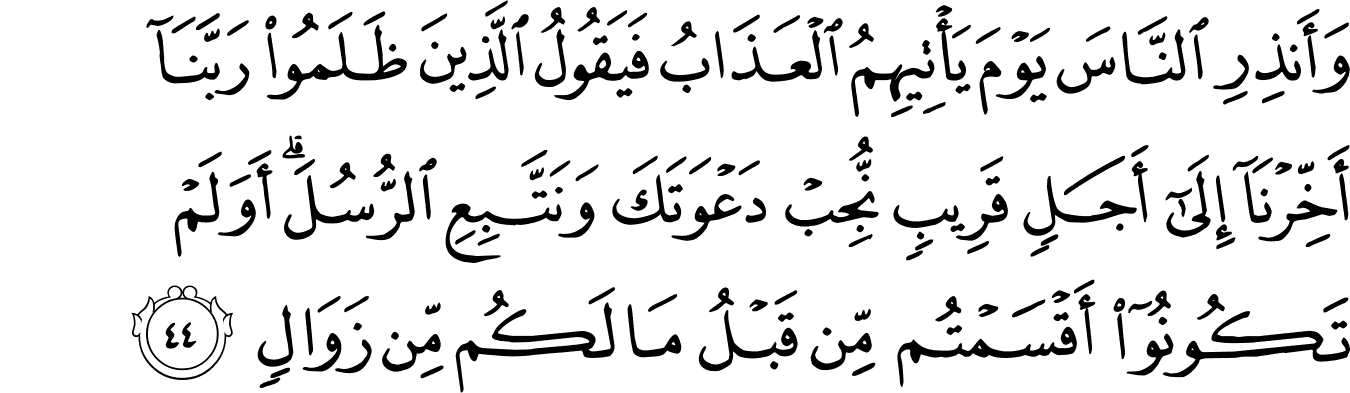 وَأَنذِرِ ٱلنَّاسَ يَوْمَ يَأْتِيهِمُ ٱلْعَذَابُ فَيَقُولُ ٱلَّذِينَ ظَلَمُوا۟ رَبَّنَآ
أَخِّرْنَآ إِلَىٰٓ أَجَلٍ قَرِيبٍ نُّجِبْ دَعْوَتَكَ وَنَتَّبِعِ ٱلرُّسُلَ ۗ أَوَلَمْ
تَكُونُوٓا۟ أَقْسَمْتُم مِّن قَبْلُ مَا لَكُم مِّن زَوَالٍ ٤٤